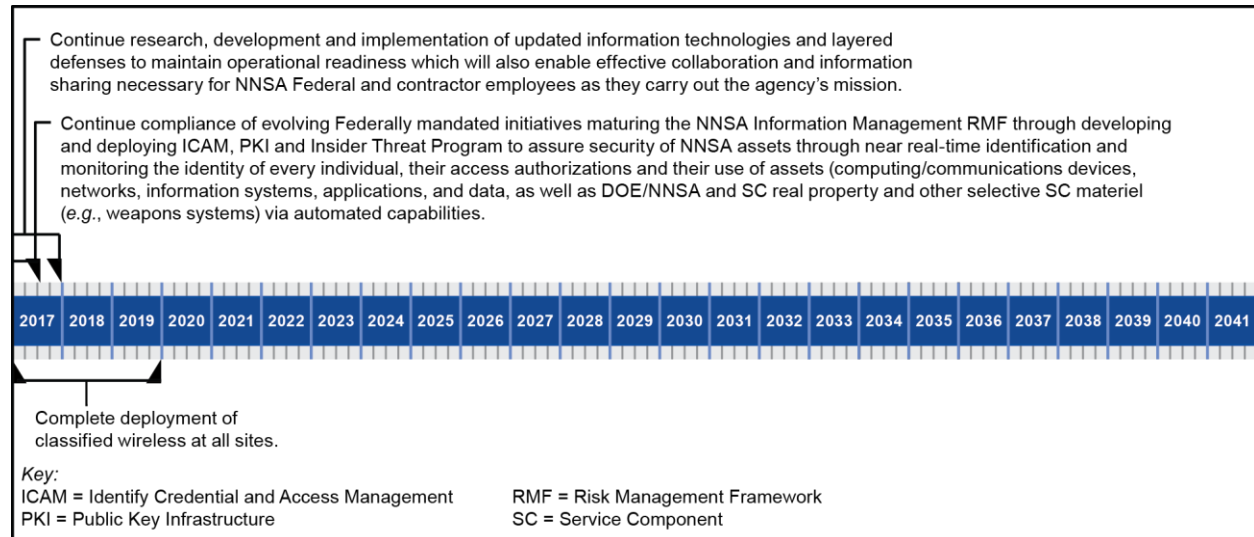 Continue research, development and implementation of updated information technologies and layered
defenses to maintain operational readiness which will also enable effective collaboration and information
sharing necessary for NNSA Federal and contractor employees as they carry out the agency's mission.
Continue compliance of evolving Federally mandated initiatives maturing the NNSA Information Management RMF through developing
and deploying ICAM, PKI and Insider Threat Program to assure security of NNSA assets through near real-time identification and
monitoring the identity of every individual, their access authorizations and their use of assets (computing/communications devices,
networks, information systems, applications, and data, as well as DOE/NNSA and SC real property and other selective SC materiel
(e.g., weapons systems) via automated capabilities.
2017 2018 2019 2020 2021 2022 2023 2024 2025 2026 2027 2028 2029 2030 2031 2032 2033 2034 2035 2036 2037 2038 2039 2040 2041
Complete deployment of
classified wireless at all sites.
Key:
ICAM = Identify Credential and Access Management RMF = Risk Management Framework
PKI = Public Key Infrastructure SC = Service Component